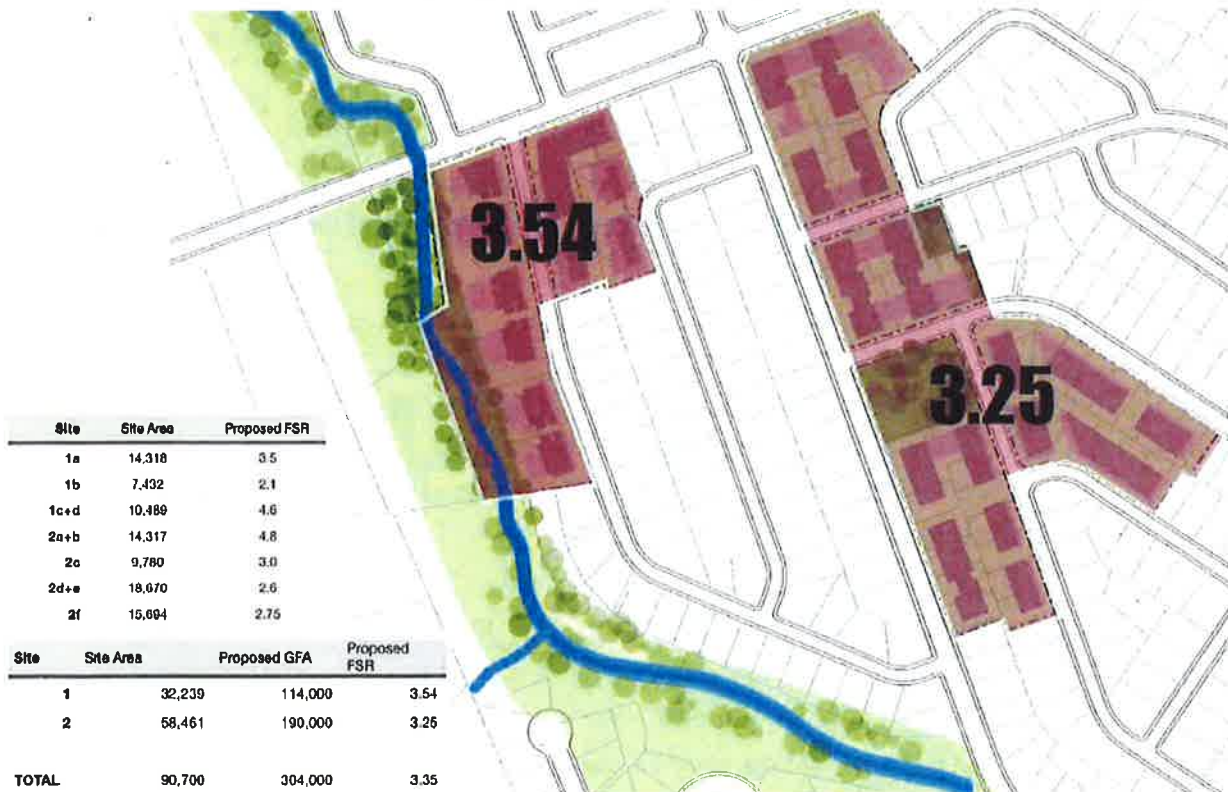 3.54
3.25
Site Site Area Proposed FSR
1a 14,318 3.5
1b 7,432 2.1
1c+d 10,489 4.6
2a+b 14,317 4.8
2c 9,780 3.0
2d+e 18,670 2.6
2f 15,694 2.75
Site Site Area Proposed GFA Proposed FSR
1 32,239 114,000 3.54
2 58,461 190,000 3.25
TOTAL 90,700 304,000 3.35